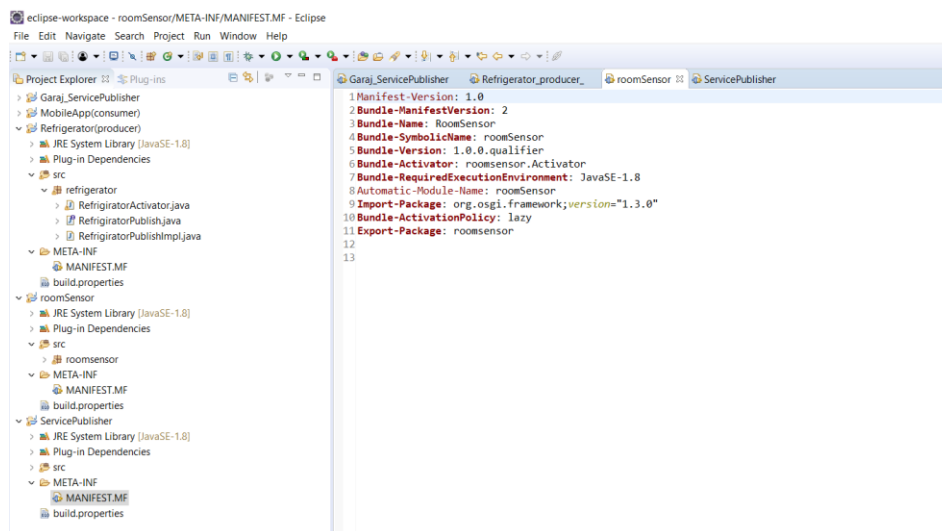 eclipse-workspace - roomSensor/META-INF/MANIFEST.MF - Eclipse
File Edit Navigate Search Project Run Window Help
Project Explorer Plug-ins
Garaj_ServicePublisher Refrigerator_producer_ roomSensor ServicePublisher
Garaj_ServicePublisher
MobileApp(consumer)
Refrigerator(producer)
JRE System Library [JavaSE-1.8]
Plug-in Dependencies
src
refrigerator
RefrigiratorActivator.java
RefrigiratorPublish.java
RefrigiratorPublishImpl.java
META-INF
MANIFEST.MF
build.properties
roomSensor
JRE System Library [JavaSE-1.8]
Plug-in Dependencies
src
roomsensor
META-INF
MANIFEST.MF
build.properties
ServicePublisher
JRE System Library [JavaSE-1.8]
Plug-in Dependencies
src
META-INF
MANIFEST.MF
build.properties
1 Manifest-Version: 1.0
2 Bundle-ManifestVersion: 2
3 Bundle-Name: RoomSensor
4 Bundle-SymbolicName: roomSensor
5 Bundle-Version: 1.0.0.qualifier
6 Bundle-Activator: roomsensor.Activator
7 Bundle-RequiredExecutionEnvironment: JavaSE-1.8
8 Automatic-Module-Name: roomSensor
9 Import-Package: org.osgi.framework;version="1.3.0"
10 Bundle-ActivationPolicy: lazy
11 Export-Package: roomsensor
12
13